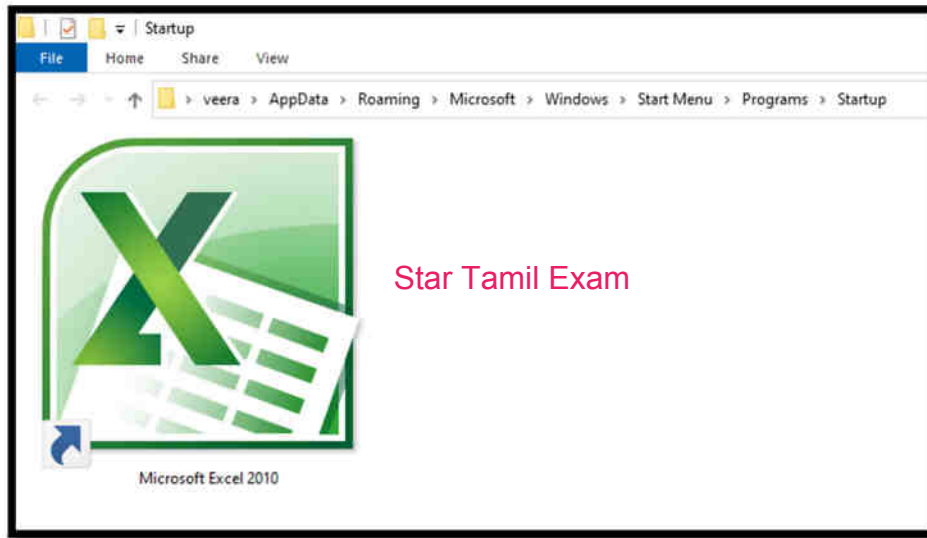 Startup
File Home Share View
veera > AppData > Roaming > Microsoft > Windows > Start Menu > Programs > Startup
Star Tamil Exam
Microsoft Excel 2010